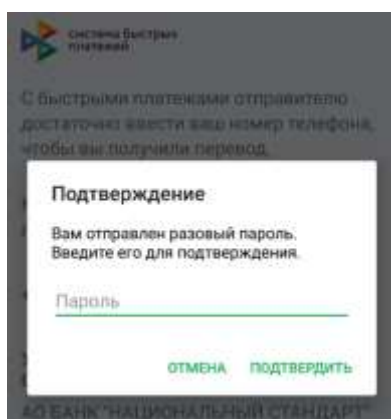 система быстрых
платежей
С быстрыми платежами отправителю
достаточно ввести ваш номер телефона,
чтобы вы получили перевод.
Подтверждение
Вам отправлен разовый пароль.
Введите его для подтверждения.
Пароль
ОТМЕНА ПОДТВЕРДИТЬ
АО БАНК "НАЦИОНАЛЬНЫЙ СТАНДАРТ"